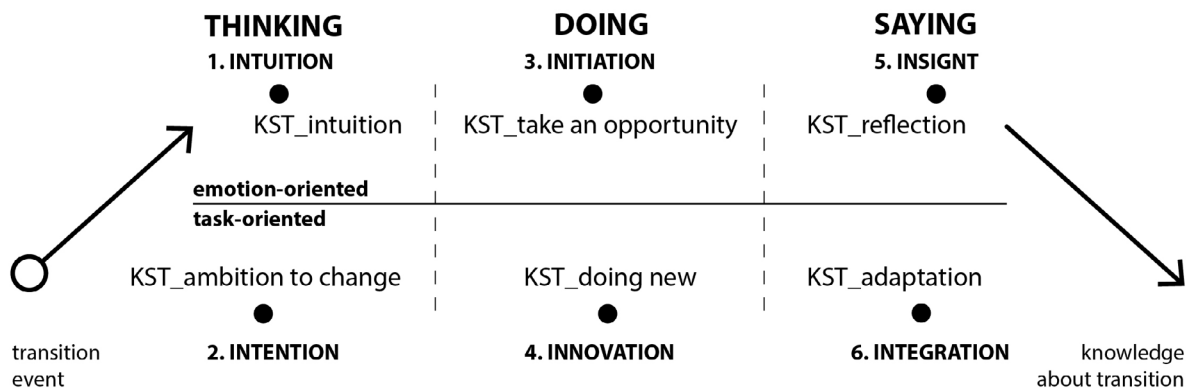 THINKING
DOING
SAYING
1. INTUITION
3. INITIATION
5. INSIGNT
KST_intuition
KST_take an opportunity
KST_reflection
emotion-oriented
task-oriented
KST_ambition to change
KST_doing new
KST_adaptation
2. INTENTION
4. INNOVATION
6. INTEGRATION
transition
event
knowledge
about transition